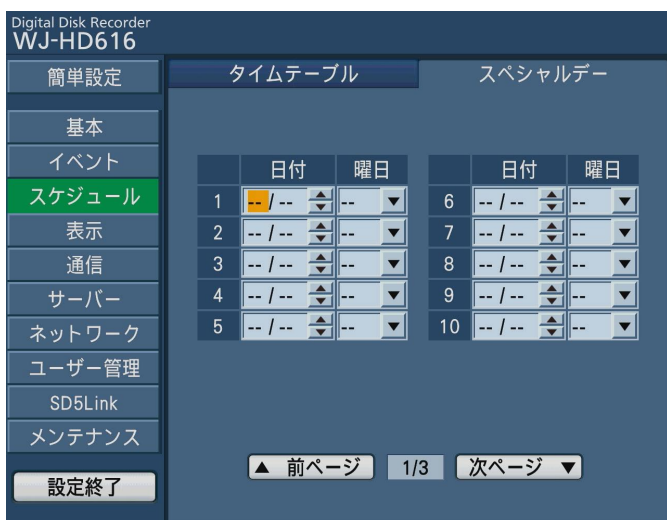 Digital Disk Recorder
WJ-HD616
簡単設定
基本
イベント
スケジュール
表示
通信
サーバー
ネットワーク
ユーザー管理
SD5Link
メンテナンス
設定終了
タイムテーブル スペシャルデー
日付 曜日 日付 曜日
1 -- / -- -- ▼ 6 -- / -- -- ▼
2 -- / -- -- ▼ 7 -- / -- -- ▼
3 -- / -- -- ▼ 8 -- / -- -- ▼
4 -- / -- -- ▼ 9 -- / -- -- ▼
5 -- / -- -- ▼ 10 -- / -- -- ▼
▲ 前ページ 1/3 次ページ ▼